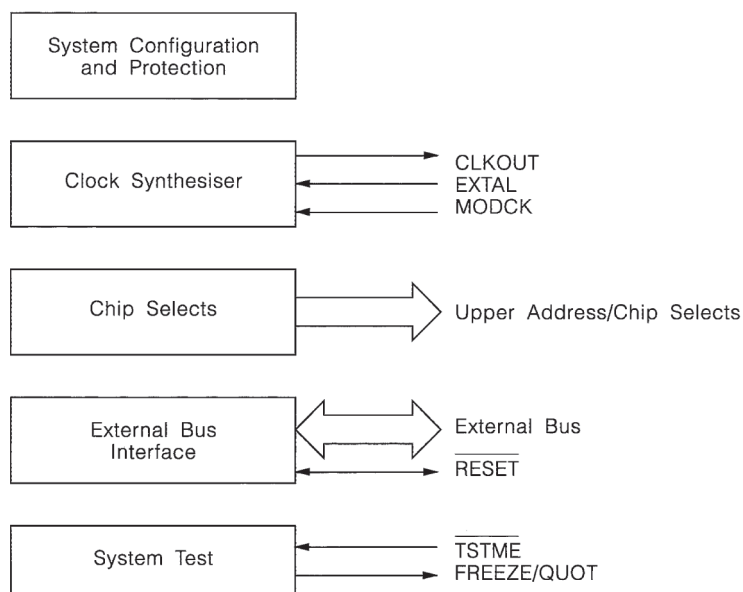 System Configuration
and Protection
Clock Synthesiser
CLKOUT
EXTAL
MODCK
Chip Selects
Upper Address/Chip Selects
External Bus
Interface
External Bus
RESET
System Test
TSTME
FREEZE/QUOT